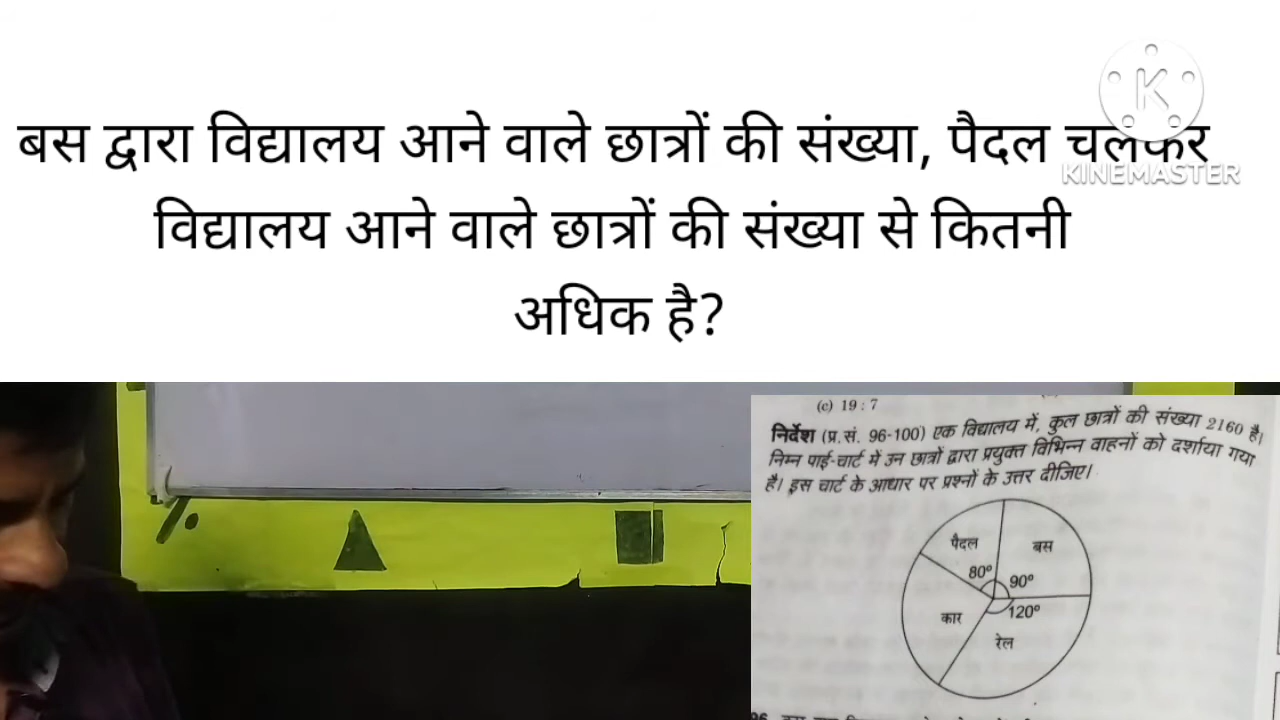 बस द्वारा विद्यालय आने वाले छात्रों की संख्या, पैदल चलकर
विद्यालय आने वाले छात्रों की संख्या से कितनी
अधिक है?
K
KINEMASTER
(c) 19 : 7
निर्देश (प्र.सं. 96-100) एक विद्यालय में, कुल छात्रों की संख्या 2160 है।
निम्न पाई-चार्ट में उन छात्रों द्वारा प्रयुक्त विभिन्न वाहनों को दर्शाया गया
है। इस चार्ट के आधार पर प्रश्नों के उत्तर दीजिए।
पैदल
बस
80°
90°
कार
120°
रेल